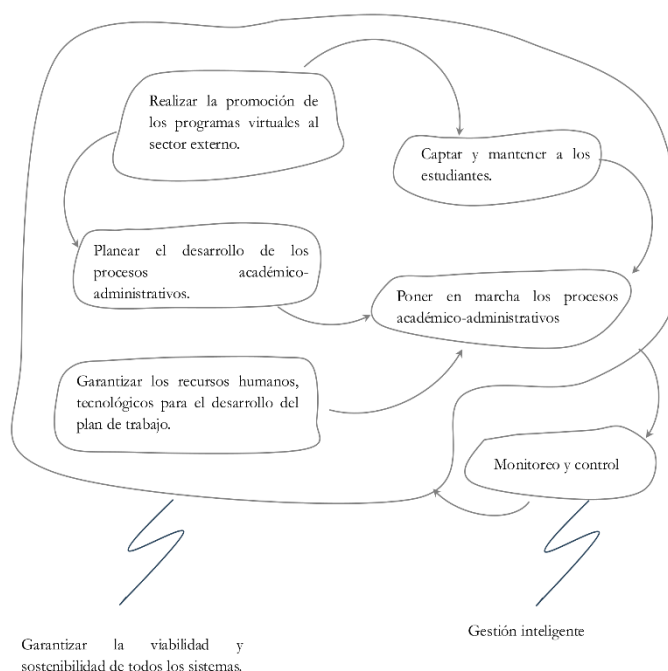 Realizar la promoción de
los programas virtuales al
sector externo.
Captar y mantener a los
estudiantes.
Planear el desarrollo de los
procesos académico-
administrativos.
Poner en marcha los procesos
académico-administrativos
Garantizar los recursos humanos,
tecnológicos para el desarrollo del
plan de trabajo.
Monitoreo y control
Gestión inteligente
Garantizar la viabilidad y
sostenibilidad de todos los sistemas.